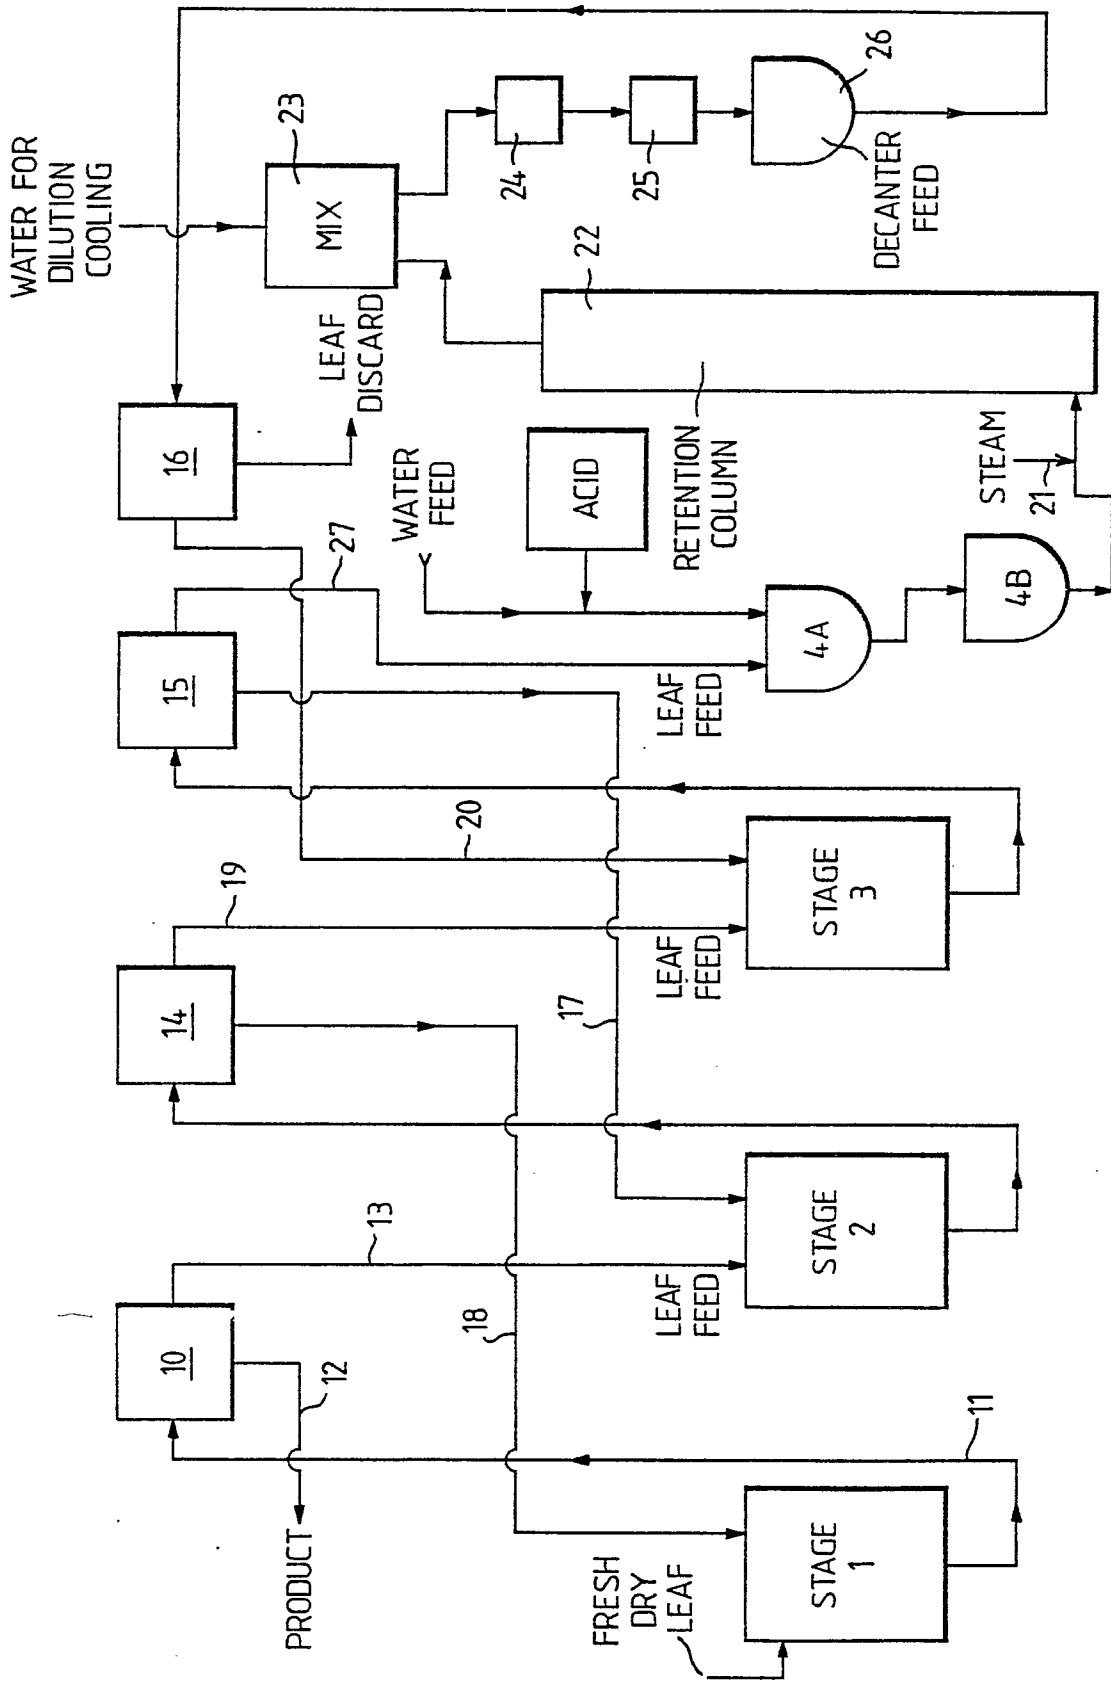 WATER FOR
DILUTION
COOLING
MIX
23
24
25
26
DECANTER
FEED
16
LEAF
DISCARD
22
RETENTION
COLUMN
STEAM
21
15
27
WATER
FEED
ACID
LEAF
FEED
4A
4B
14
19
20
17
LEAF
FEED
STAGE
3
10
13
12
PRODUCT
18
LEAF
FEED
STAGE
2
11
FRESH
DRY
LEAF
STAGE
1